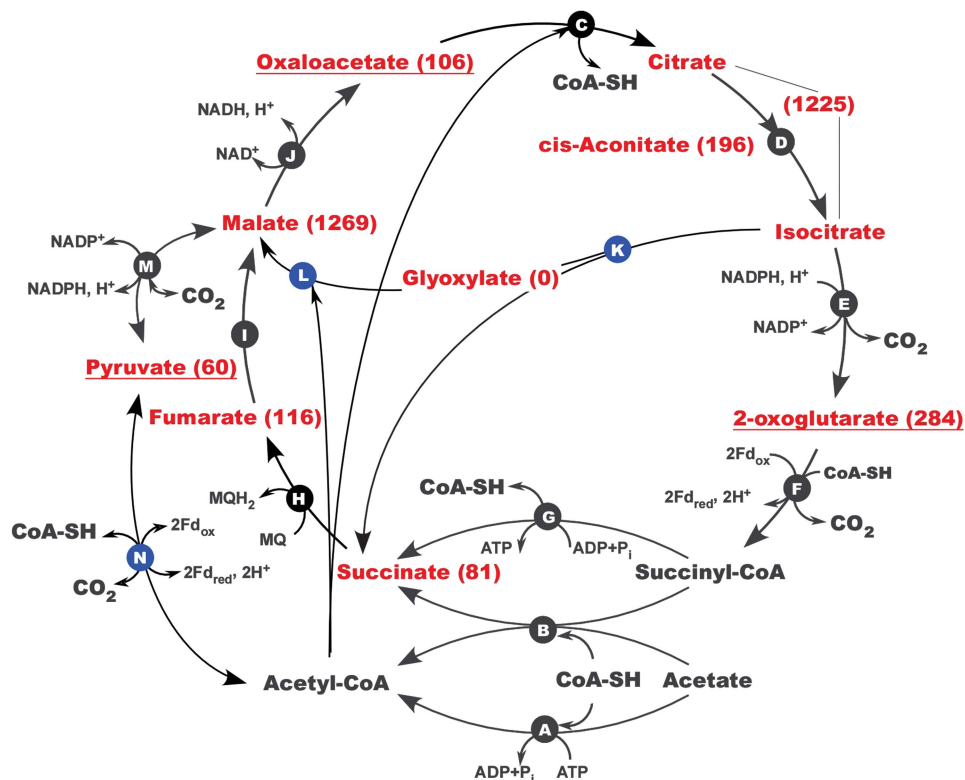 C
Oxaloacetate (106)
Citrate
CoA-SH
(1225)
NADH, H⁺
cis-Aconitate (196)
D
J
NAD⁺
Malate (1269)
Isocitrate
K
NADP⁺
M
L
Glyoxylate (0)
NADPH, H⁺
NADPH, H⁺
CO₂
E
NADP⁺
I
CO₂
Pyruvate (60)
Fumarate (116)
2-oxoglutarate (284)
2Fdox
CoA-SH
F
MQH₂
H
CoA-SH
2Fdred, 2H⁺
G
CO₂
MQ
CoA-SH
2Fdox
ATP
ADP+Pi
N
Succinate (81)
Succinyl-CoA
CO₂
2Fdred, 2H⁺
B
Acetyl-CoA
CoA-SH
Acetate
A
ADP+Pi
ATP